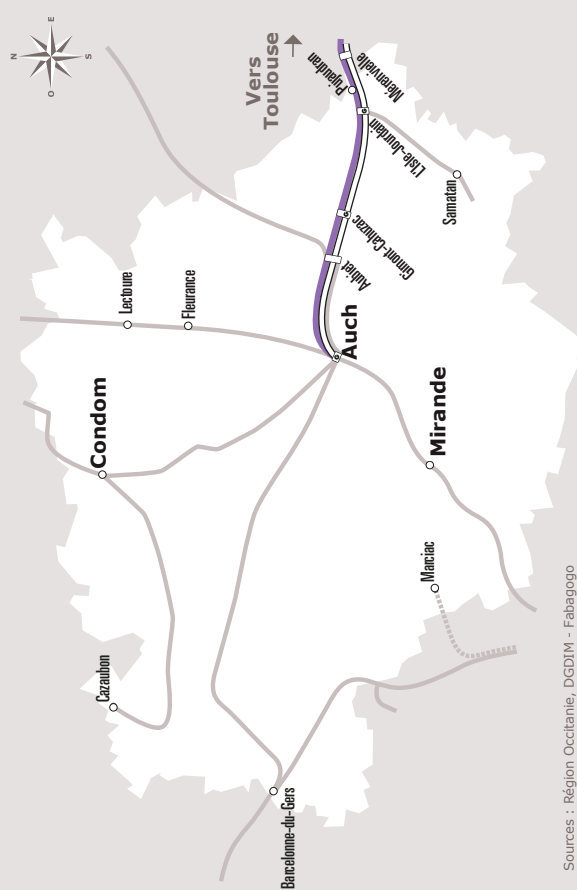 N
E
O
S
Vers
Toulouse
Pujaudran
Mérenvielle
L'Isle-Jourdain
Samatan
Gimont-Cahuzac
Aubiet
Lectoure
Fleurance
Auch
Condom
Mirande
Marciac
Cazaubon
Barcelonne-du-Gers
Sources : Région Occitanie, DGDIM - Fabagogo